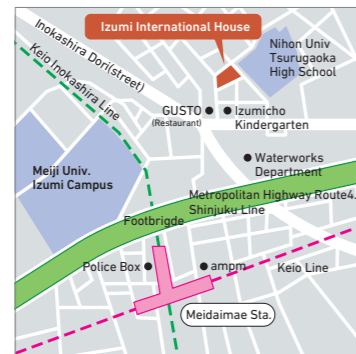 Izumi International House
Inokashira Dori(street)
Keio Inokashira Line
Nihon Univ
Tsurugaoka
High School
GUSTO
(Restaurant)
Izumicho
Kindergarten
Waterworks
Department
Meiji Univ.
Izumi Campus
Metropolitan Highway Route4.
Shinjuku Line
Footbrigde
Police Box
ampm
Keio Line
Meidaimae Sta.